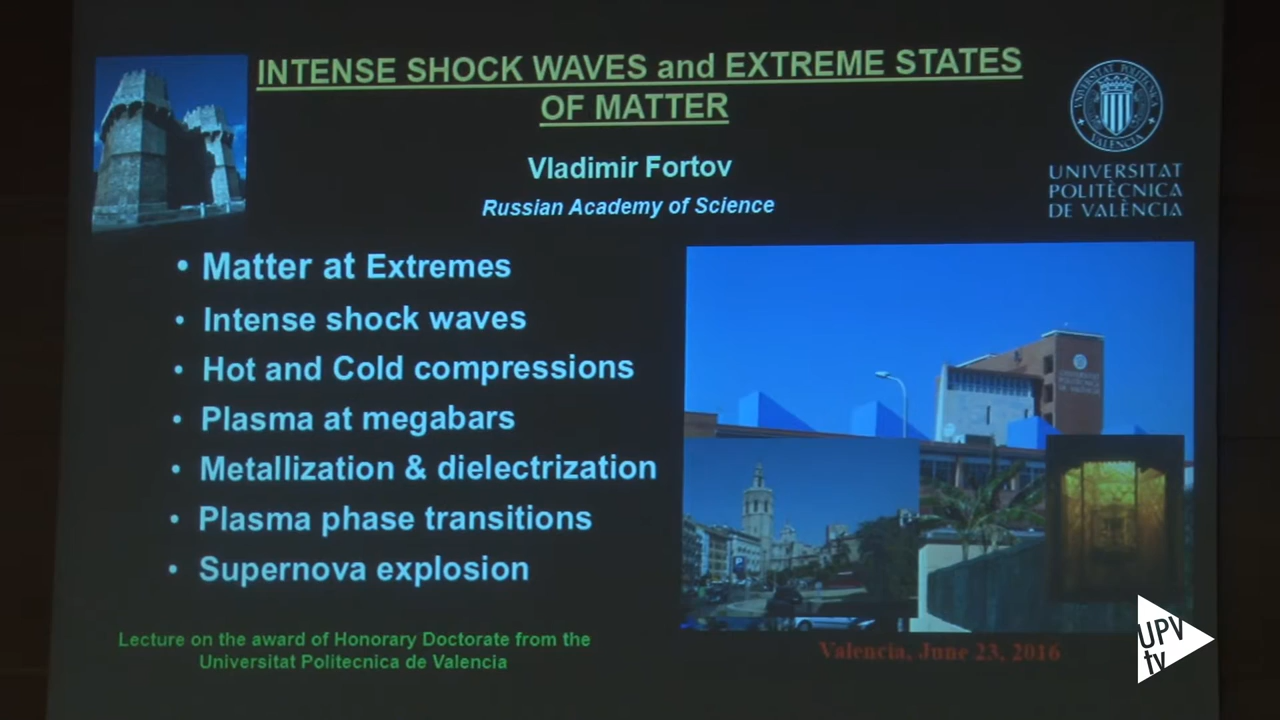 INTENSE SHOCK WAVES and EXTREME STATES
OF MATTER
Vladimir Fortov
Russian Academy of Science
UNIVERSITAT
POLITÈCNICA
DE VALÈNCIA
• Matter at Extremes
• Intense shock waves
• Hot and Cold compressions
• Plasma at megabars
• Metallization & dielectrization
• Plasma phase transitions
• Supernova explosion
Lecture on the award of Honorary Doctorate from the
Universitat Politecnica de Valencia
Valencia, June 23, 2016
UPV
tv